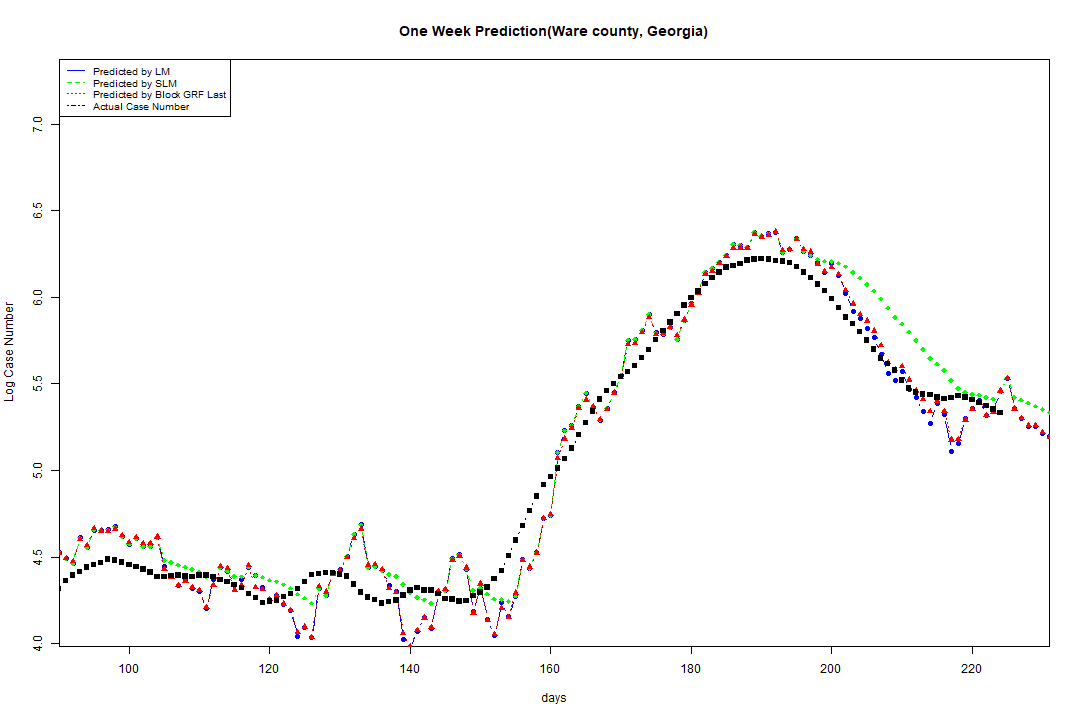 One Week Prediction(Ware county, Georgia)
Predicted by LM
Predicted by SLM
Predicted by Block GRF Last
Actual Case Number
7.0
6.5
6.0
5.5
5.0
4.5
4.0
Log Case Number
100 120 140 160 180 200 220
days